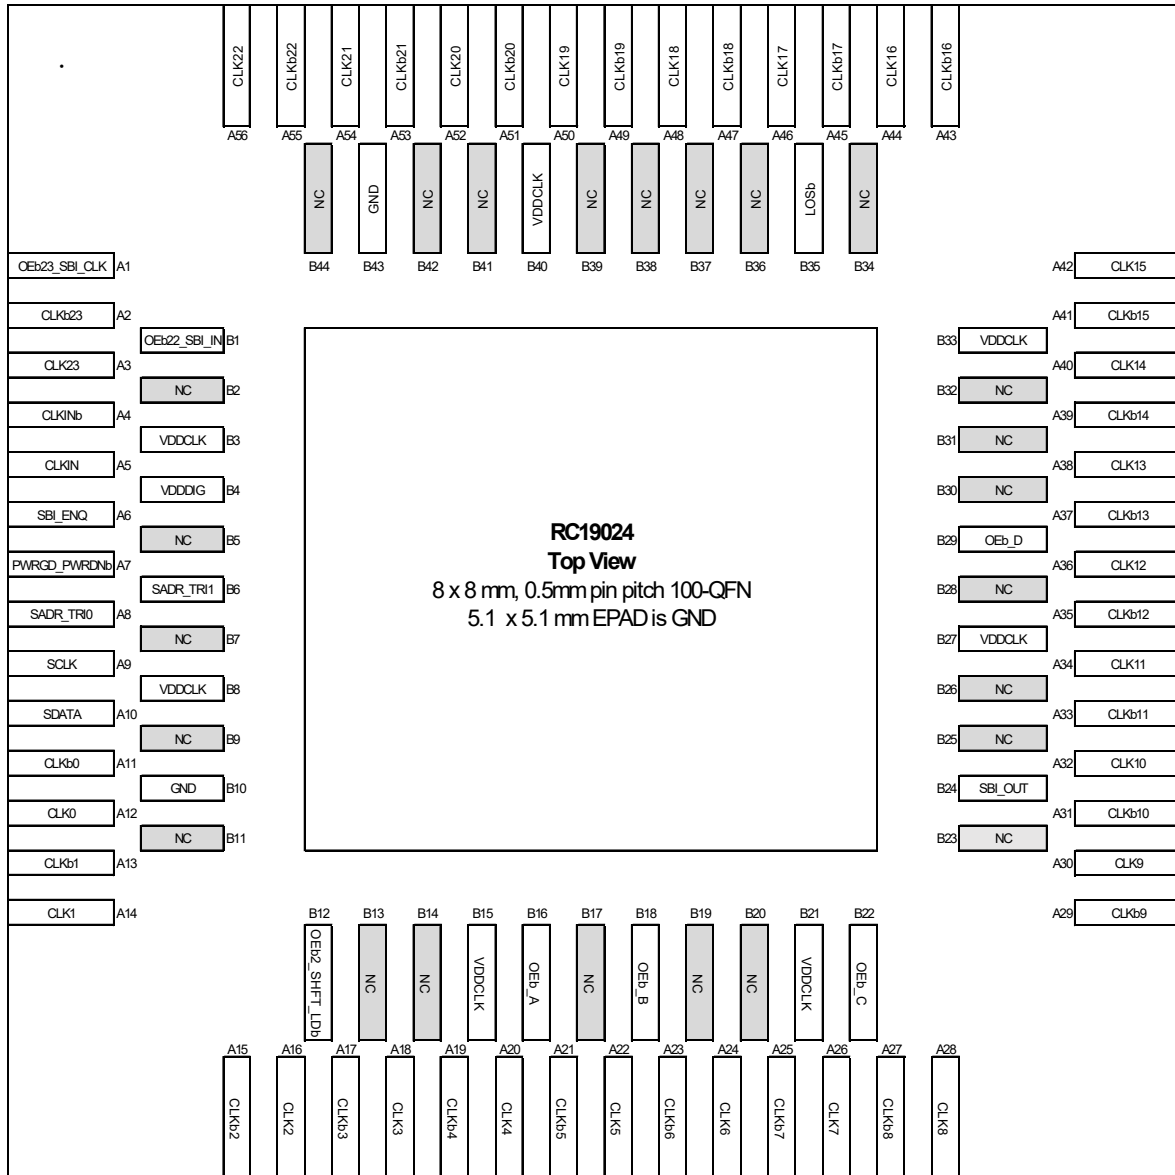 CLK22 CLKb22 CLK21 CLKb21 CLK20 CLKb20 CLK19 CLKb19 CLK18 CLKb18 CLK17 CLKb17 CLK16 CLKb16
A56 A55 A54 A53 A52 A51 A50 A49 A48 A47 A46 A45 A44 A43
NC GND NC NC VDDCLK NC NC NC NC LOSb NC
B44 B43 B42 B41 B40 B39 B38 B37 B36 B35 B34
OEb23_SBI_CLK A1
A42 CLK15
CLKb23 A2
A41 CLKb15
OEb22_SBI_IN B1
B33 VDDCLK
CLK23 A3
A40 CLK14
NC B2
B32 NC
CLKINb A4
A39 CLKb14
VDDCLK B3
B31 NC
CLKIN A5
A38 CLK13
VDDDIG B4
B30 NC
SBI_ENQ A6
A37 CLKb13
NC B5
B29 OEb_D
PWRGD_PWRDNb A7
A36 CLK12
SADR_TRI1 B6
B28 NC
SADR_TRI0 A8
A35 CLKb12
NC B7
B27 VDDCLK
SCLK A9
A34 CLK11
VDDCLK B8
B26 NC
SDATA A10
A33 CLKb11
NC B9
B25 NC
CLKb0 A11
A32 CLK10
GND B10
B24 SBI_OUT
CLK0 A12
A31 CLKb10
NC B11
B23 NC
CLKb1 A13
A30 CLK9
CLK1 A14
A29 CLKb9
RC19024
Top View
8 x 8 mm, 0.5mm pin pitch 100-QFN
5.1 x 5.1 mm EPAD is GND
B12 B13 B14 B15 B16 B17 B18 B19 B20 B21 B22
OEb2_SHFT_LDb NC NC VDDCLK OEb_A NC OEb_B NC NC VDDCLK OEb_C
A15 A16 A17 A18 A19 A20 A21 A22 A23 A24 A25 A26 A27 A28
CLKb2 CLK2 CLKb3 CLK3 CLKb4 CLK4 CLKb5 CLK5 CLKb6 CLK6 CLKb7 CLK7 CLKb8 CLK8